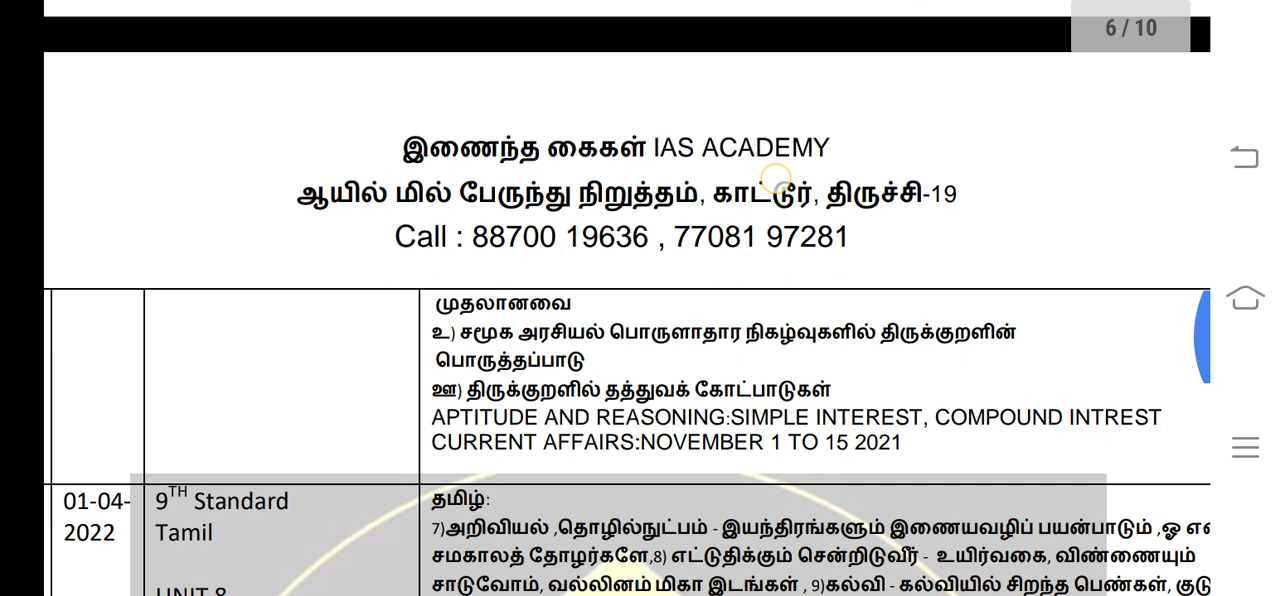 6 / 10
இணைந்த கைகள் IAS ACADEMY
ஆயில் மில் பேருந்து நிறுத்தம், காட்டூர், திருச்சி-19
Call : 88700 19636 , 77081 97281
முதலானவை
உ) சமூக அரசியல் பொருளாதார நிகழ்வுகளில் திருக்குறளின்
பொருத்தப்பாடு
ஊ) திருக்குறளில் தத்துவக் கோட்பாடுகள்
APTITUDE AND REASONING:SIMPLE INTEREST, COMPOUND INTREST
CURRENT AFFAIRS:NOVEMBER 1 TO 15 2021
01-04-
2022
9TH Standard
Tamil
UNIT 8
தமிழ்:
7)அறிவியல் ,தொழில்நுட்பம் - இயந்திரங்களும் இணையவழிப் பயன்பாடும் ,ஓ என்
சமகாலத் தோழர்களே,8) எட்டுதிக்கும் சென்றிடுவீர் - உயிர்வகை, விண்ணையும்
சாடுவோம், வல்லினம் மிகா இடங்கள் , 9)கல்வி - கல்வியில் சிறந்த பெண்கள், குடு